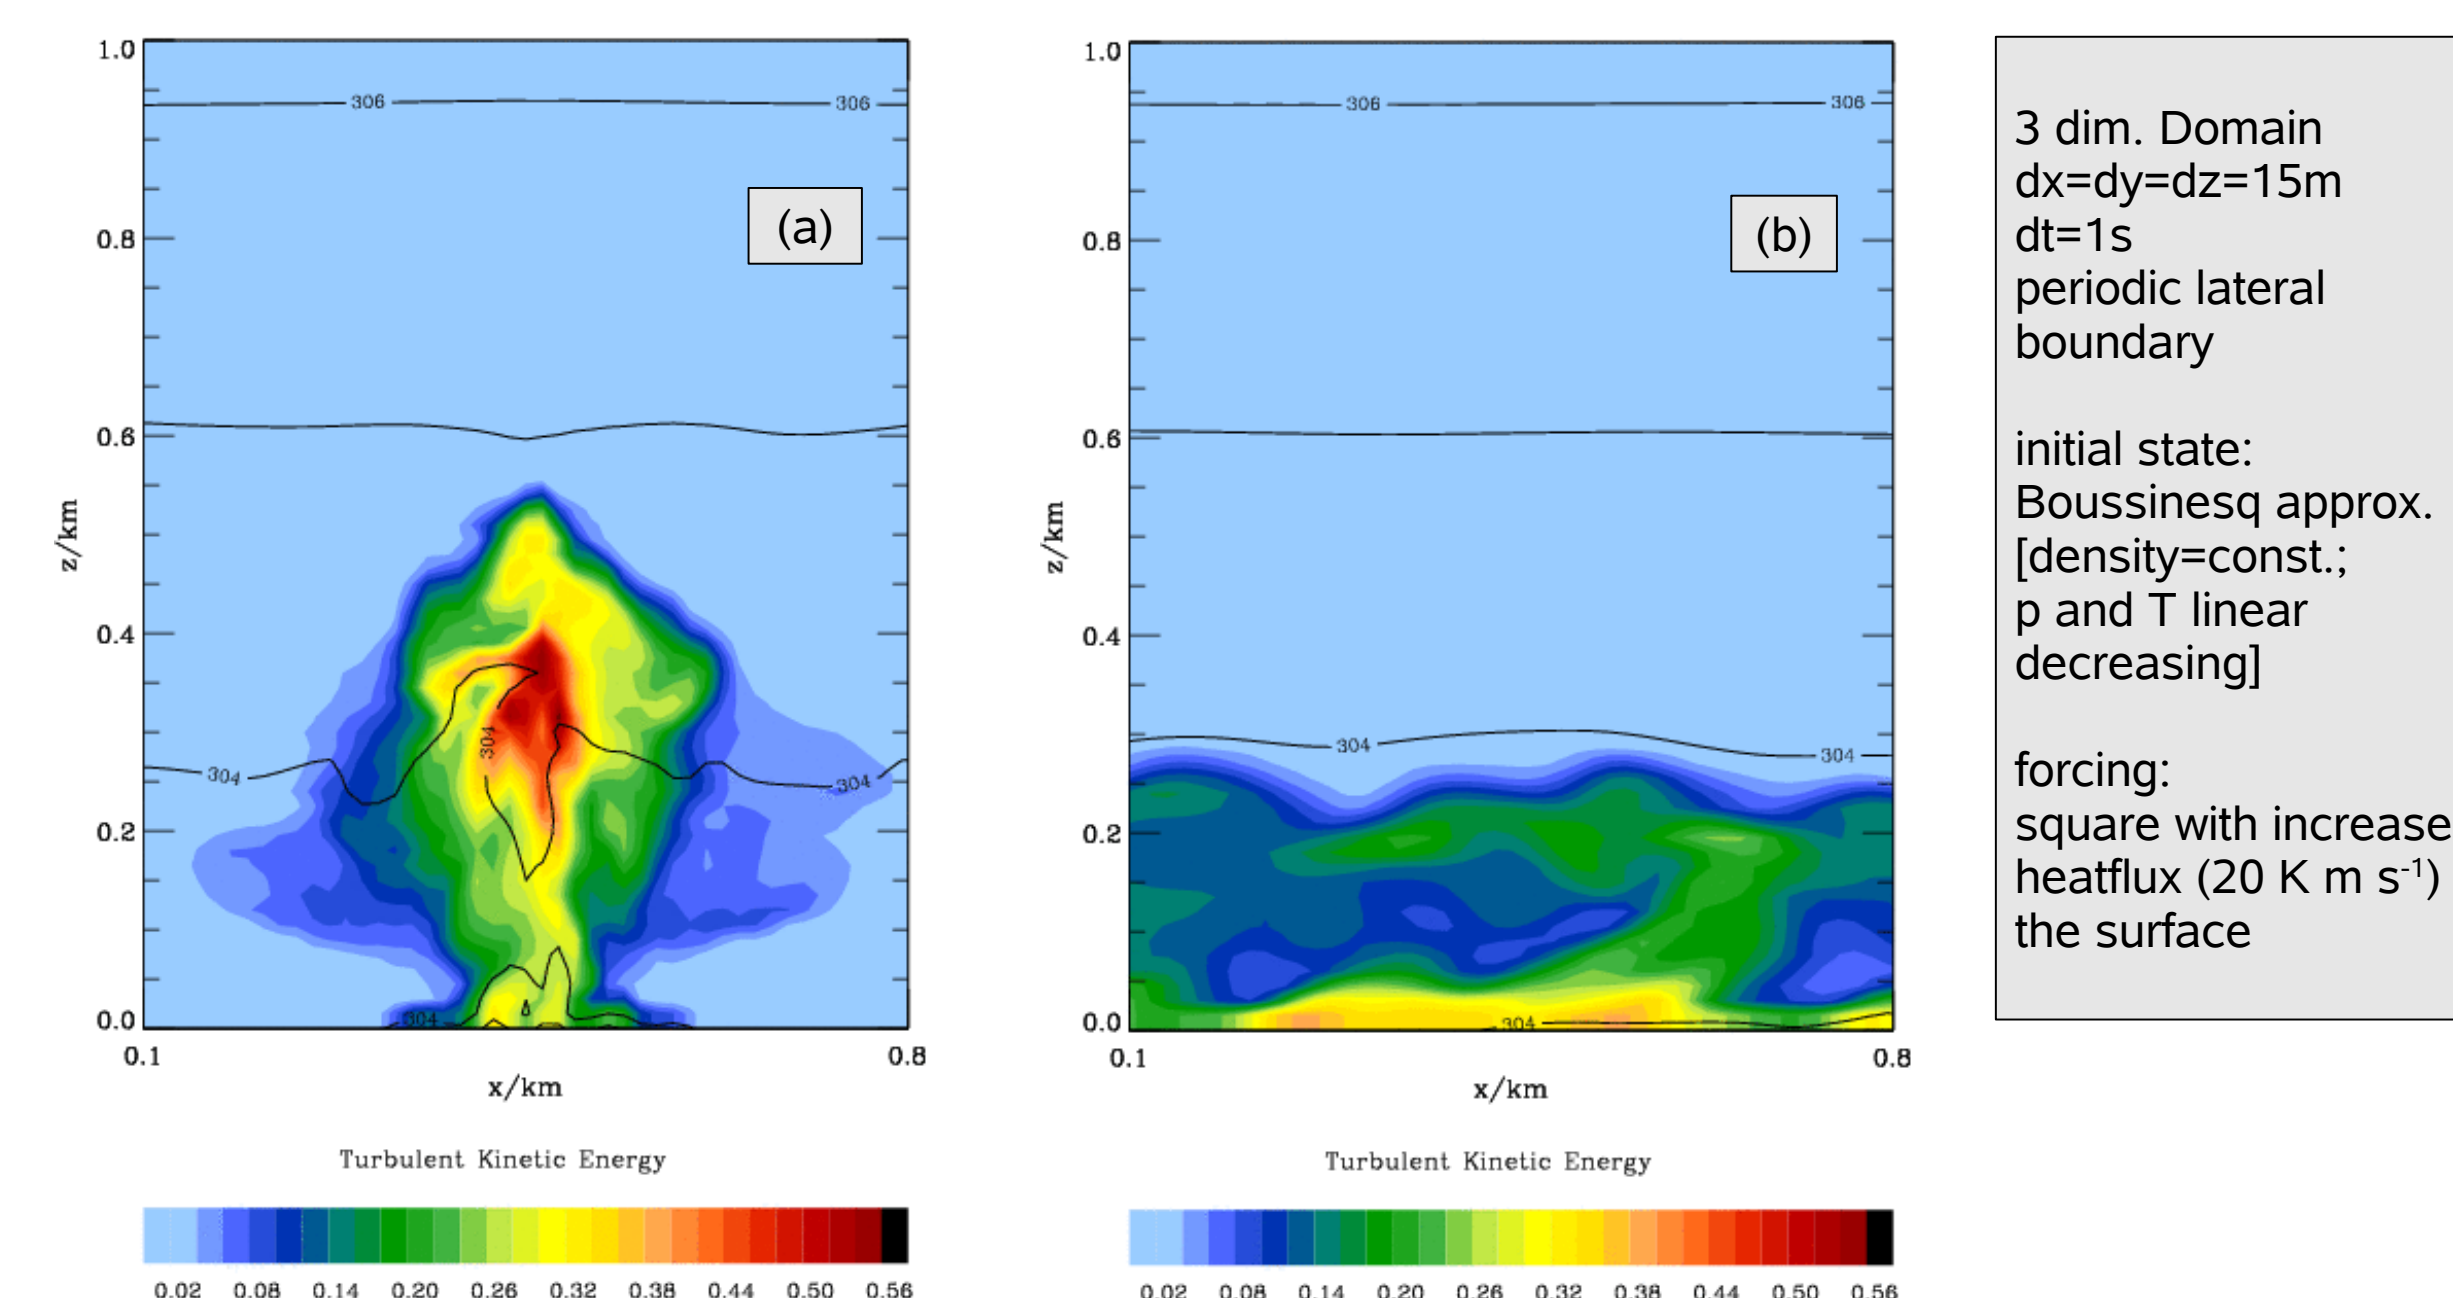 1.0
306
306
(a)
0.8
0.6
z/km
0.4
304
304
304
0.2
304
0.0
0.1
0.8
x/km
Turbulent Kinetic Energy
0.02 0.08 0.14 0.20 0.26 0.32 0.38 0.44 0.50 0.56
1.0
306
306
(b)
0.8
0.6
z/km
0.4
304
304
0.2
304
0.0
0.1
0.8
x/km
Turbulent Kinetic Energy
0.02 0.08 0.14 0.20 0.26 0.32 0.38 0.44 0.50 0.56
3 dim. Domain
dx=dy=dz=15m
dt=1s
periodic lateral
boundary
initial state:
Boussinesq approx.
[density=const.;
p and T linear
decreasing]
forcing:
square with increase
heatflux (20 K m s⁻¹)
the surface